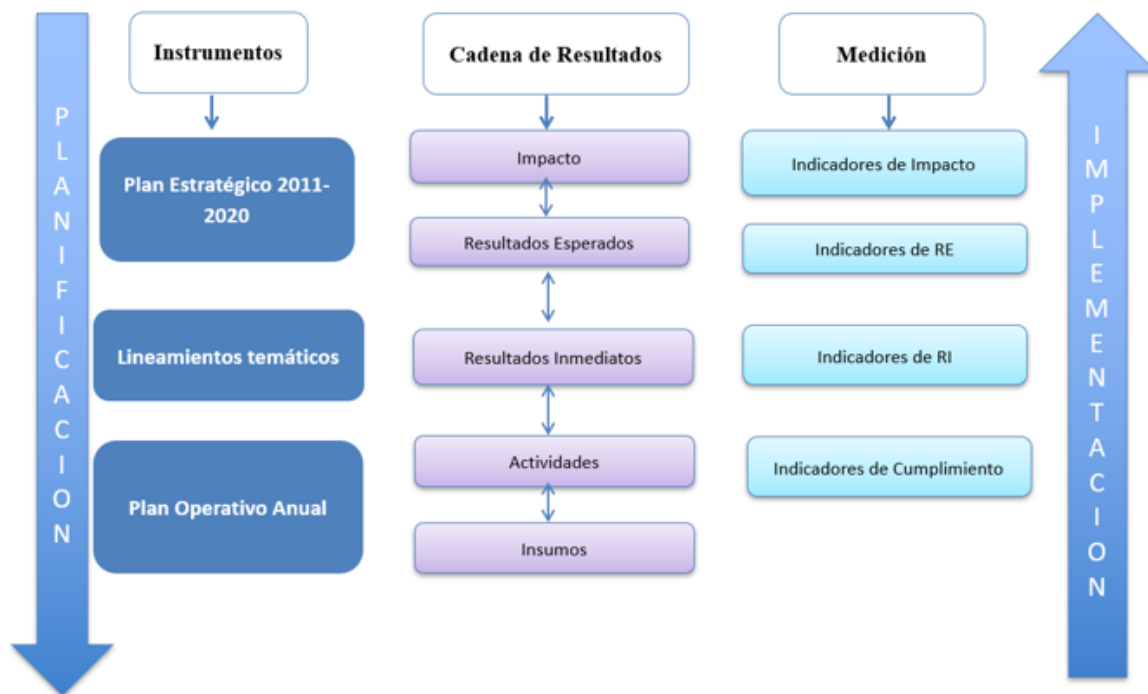 PLANIFICACION
Instrumentos
Plan Estratégico 2011-
2020
Lineamientos temáticos
Plan Operativo Anual
Cadena de Resultados
Impacto
Resultados Esperados
Resultados Inmediatos
Actividades
Insumos
Medición
Indicadores de Impacto
Indicadores de RE
Indicadores de RI
Indicadores de Cumplimiento
IMPLEMENTACION